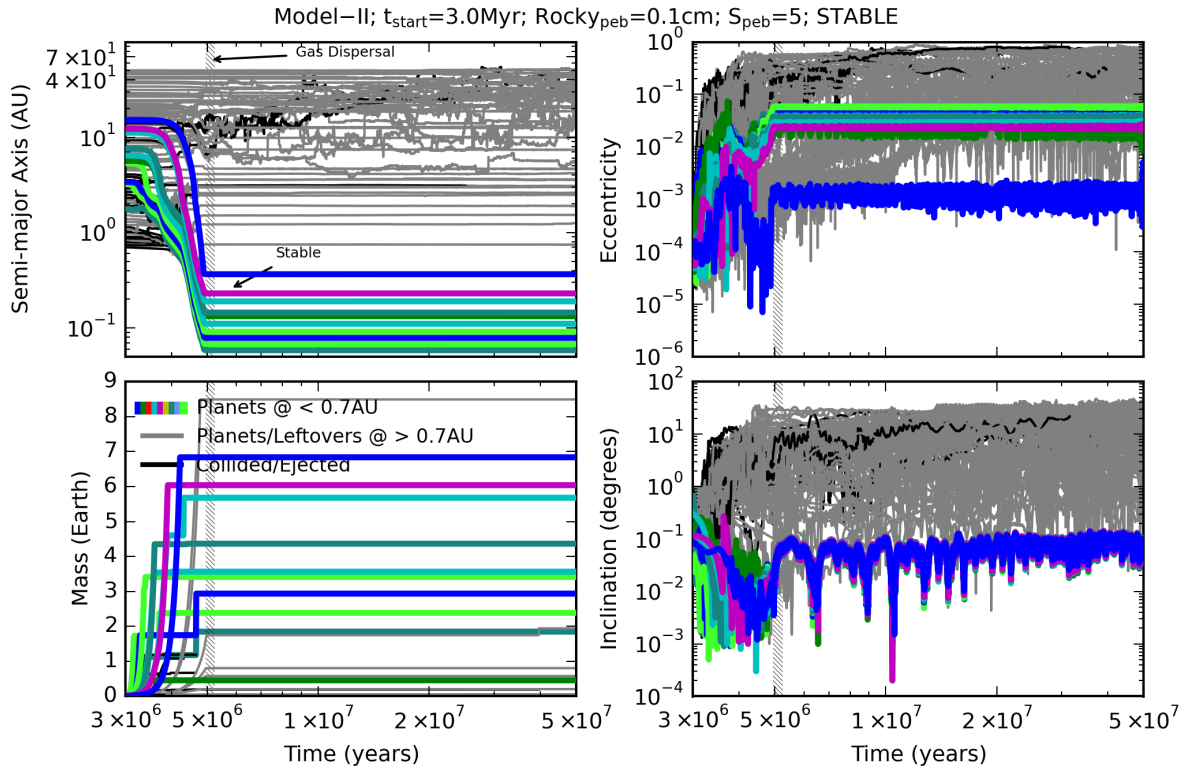 Model−II; t_start=3.0Myr; Rocky_peb=0.1cm; S_peb=5; STABLE
Semi-major Axis (AU)
7 ×10^1
4 ×10^1
10^1
10^0
10^−1
Gas Dispersal
Stable
Eccentricity
10^0
10^−1
10^−2
10^−3
10^−4
10^−5
10^−6
Mass (Earth)
9
8
7
6
5
4
3
2
1
0
Planets @ < 0.7AU
Planets/Leftovers @ > 0.7AU
Collided/Ejected
3×10^6 5×10^6 1 ×10^7 2 ×10^7 5 ×10^7
Time (years)
Inclination (degrees)
10^2
10^1
10^0
10^−1
10^−2
10^−3
10^−4
3 ×10^6 5 ×10^6 1 ×10^7 2 ×10^7 5 ×10^7
Time (years)